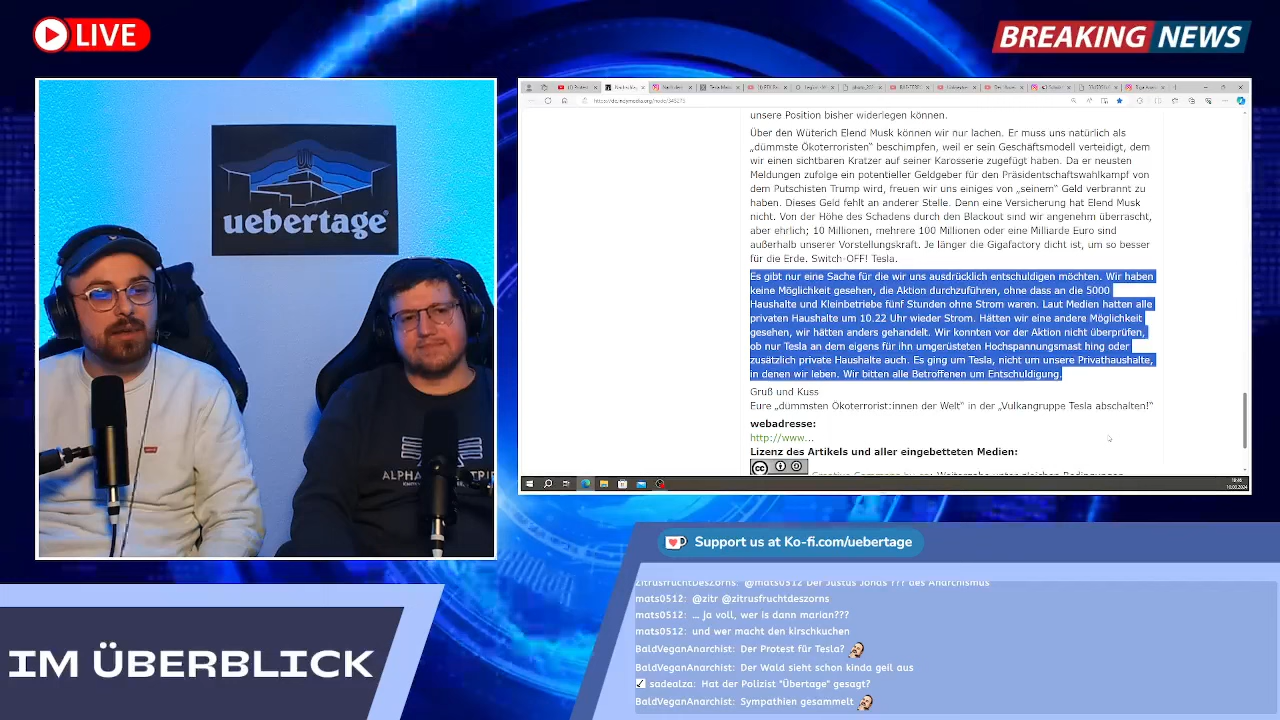 LIVE
BREAKING NEWS
uebertage
ALPHA
unsere Position bisher widerlegen können.
Über den Wüterich Elend Musk können wir nur lachen. Er muss uns natürlich als
„dümmste Ökoterroristen“ beschimpfen, weil er sein Geschäftsmodell verteidigt, dem
wir einen sichtbaren Kratzer auf seiner Karosserie zugefügt haben. Da er neusten
Meldungen zufolge ein potentieller Geldgeber für den Präsidentschaftswahlkampf von
dem Putschisten Trump wird, freuen wir uns einiges von „seinem“ Geld verbrannt zu
haben. Dieses Geld fehlt an anderer Stelle. Denn eine Versicherung hat Elend Musk
nicht. Von der Höhe des Schadens durch den Blackout sind wir angenehm überrascht,
aber ehrlich; 10 Millionen, mehrere 100 Millionen oder eine Milliarde Euro sind
außerhalb unserer Vorstellungskraft. Je länger die Gigafactory dicht ist, um so besser
für die Erde. Switch-OFF! Tesla.
Es gibt nur eine Sache für die wir uns ausdrücklich entschuldigen möchten. Wir haben
keine Möglichkeit gesehen, die Aktion durchzuführen, ohne dass an die 5000
Haushalte und Kleinbetriebe fünf Stunden ohne Strom waren. Laut Medien hatten alle
privaten Haushalte um 10.22 Uhr wieder Strom. Hätten wir eine andere Möglichkeit
gesehen, wir hätten anders gehandelt. Wir konnten vor der Aktion nicht überprüfen,
ob nur Tesla an dem eigens für ihn umgerüsteten Hochspannungsmast hing oder
zusätzlich private Haushalte auch. Es ging um Tesla, nicht um unsere Privathaushalte,
in denen wir leben. Wir bitten alle Betroffenen um Entschuldigung.
Gruß und Kuss
Eure „dümmsten Ökoterrorist:innen der Welt“ in der „Vulkangruppe Tesla abschalten!“
webadresse:
http://www...
Lizenz des Artikels und aller eingebetteten Medien:
Support us at Ko-fi.com/uebertage
zitrusfruchtDesZorns: @mats0512 Der Justus Jonas ??? des Anarchismus
mats0512: @zitr @zitrusfruchtdeszorns
mats0512: ... ja voll, wer is dann marian???
mats0512: und wer macht den kirschkuchen
BaldVeganAnarchist: Der Protest für Tesla?
BaldVeganAnarchist: Der Wald sieht schon kinda geil aus
sadealza: Hat der Polizist "Übertage" gesagt?
BaldVeganAnarchist: Sympathien gesammelt
IM ÜBERBLICK